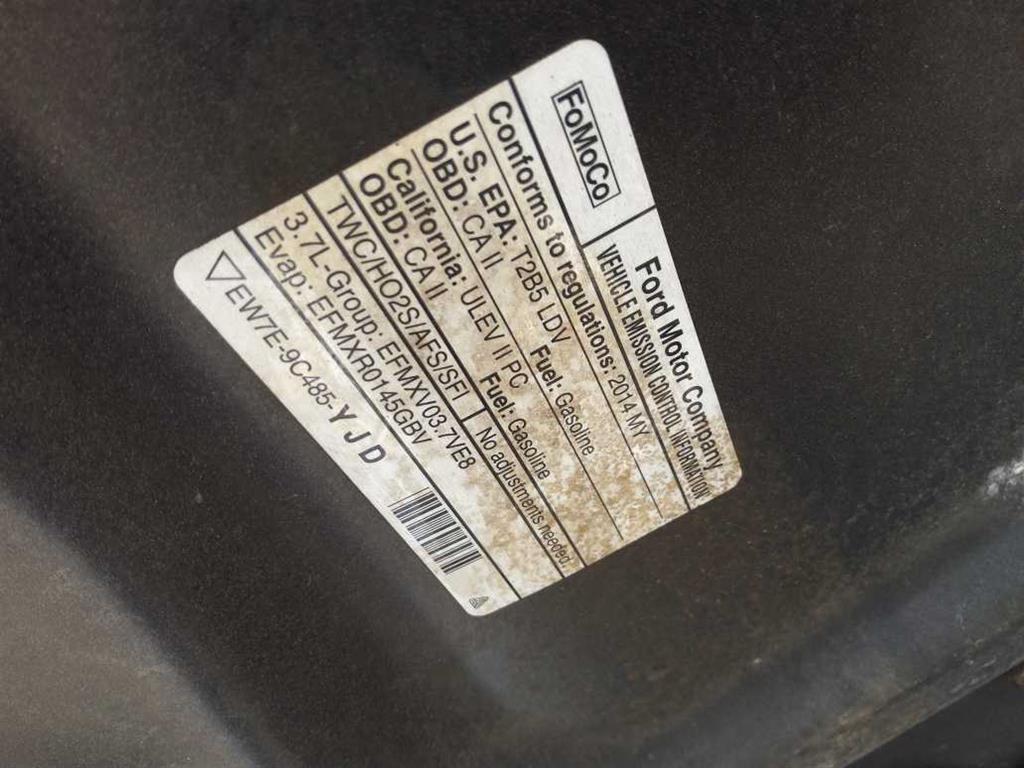 FoMoCo
Ford Motor Company
VEHICLE EMISSION CONTROL INFORMATION
Conforms to regulations: 2014 MY
U.S. EPA: T2B5 LDV Fuel: Gasoline
OBD: CA II
California: ULEV II PC Fuel: Gasoline
OBD: CA II
TWC/HO2S/AFS/SFI No adjustments needed.
3.7L-Group: EFMXV03.7VE8
Evap: EFMXR0145GBV
EW7E-9C485-YJD